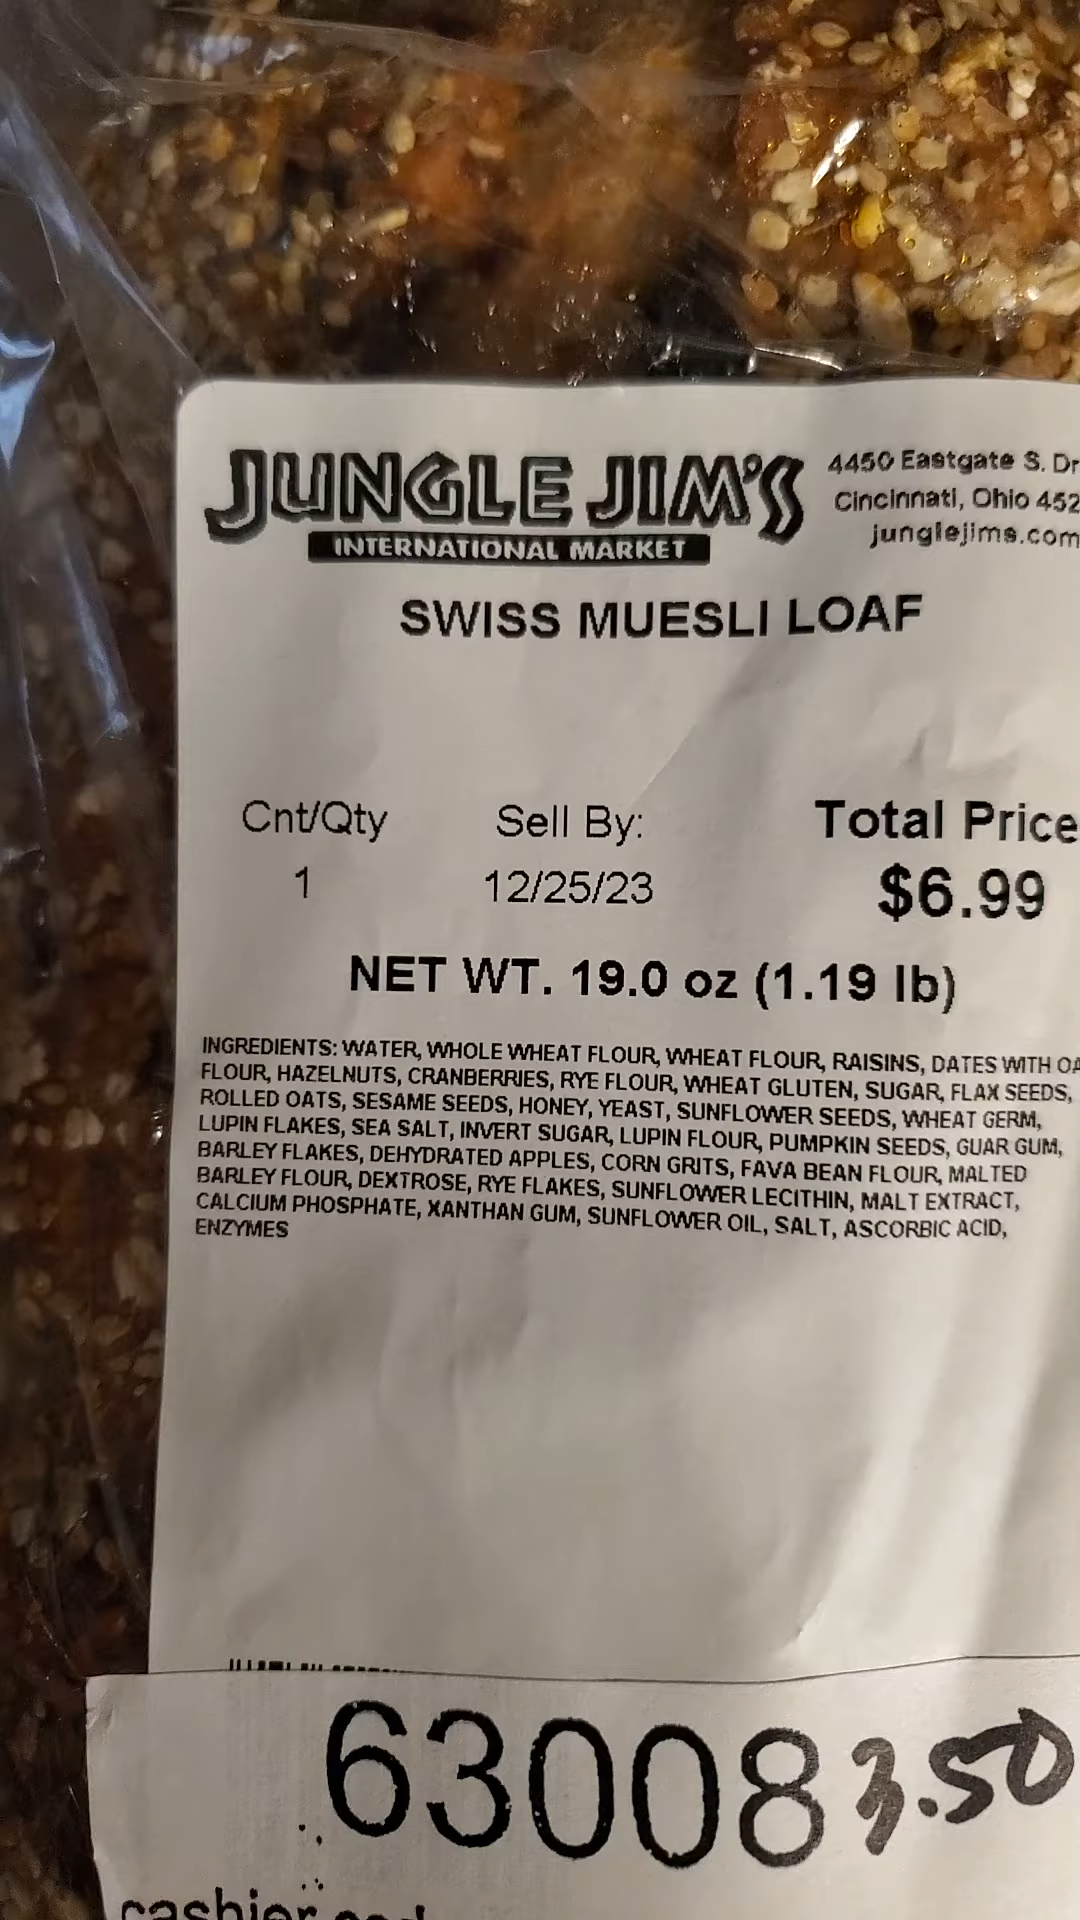 JUNGLE JIM'S
INTERNATIONAL MARKET
4450 Eastgate S. Dr
Cincinnati, Ohio 452
junglejims.com
SWISS MUESLI LOAF
Cnt/Qty Sell By: Total Price
1 12/25/23 $6.99
NET WT. 19.0 oz (1.19 lb)
INGREDIENTS: WATER, WHOLE WHEAT FLOUR, WHEAT FLOUR, RAISINS, DATES WITH OA
FLOUR, HAZELNUTS, CRANBERRIES, RYE FLOUR, WHEAT GLUTEN, SUGAR, FLAX SEEDS,
ROLLED OATS, SESAME SEEDS, HONEY, YEAST, SUNFLOWER SEEDS, WHEAT GERM,
LUPIN FLAKES, SEA SALT, INVERT SUGAR, LUPIN FLOUR, PUMPKIN SEEDS, GUAR GUM,
BARLEY FLAKES, DEHYDRATED APPLES, CORN GRITS, FAVA BEAN FLOUR, MALTED
BARLEY FLOUR, DEXTROSE, RYE FLAKES, SUNFLOWER LECITHIN, MALT EXTRACT,
CALCIUM PHOSPHATE, XANTHAN GUM, SUNFLOWER OIL, SALT, ASCORBIC ACID,
ENZYMES
63008 3.50
cashier